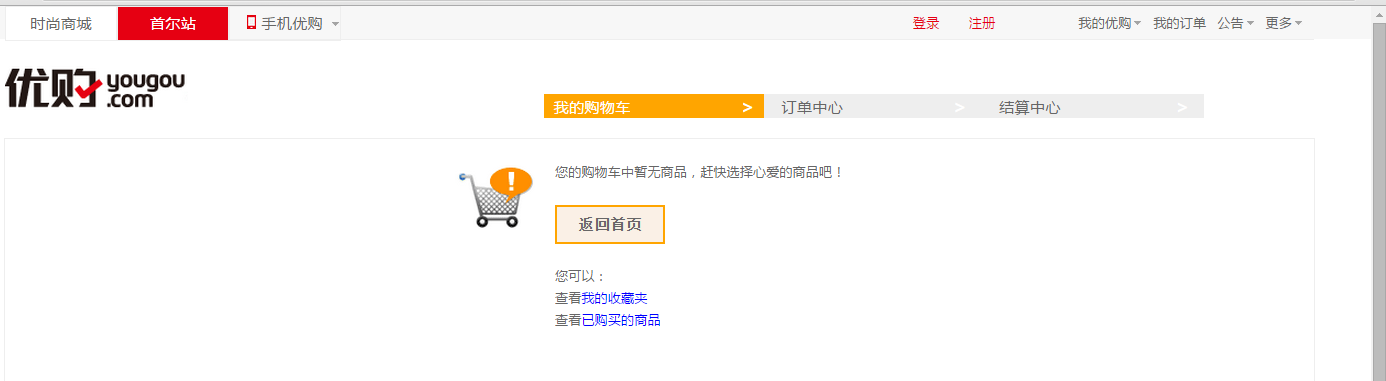 时尚商城 首尔站 手机优购 登录 注册 我的优购 我的订单 公告 更多
优购 yougou
.com
我的购物车 > 订单中心 > 结算中心 >
您的购物车中暂无商品，赶快选择心爱的商品吧！
返回首页
您可以：
查看我的收藏夹
查看已购买的商品